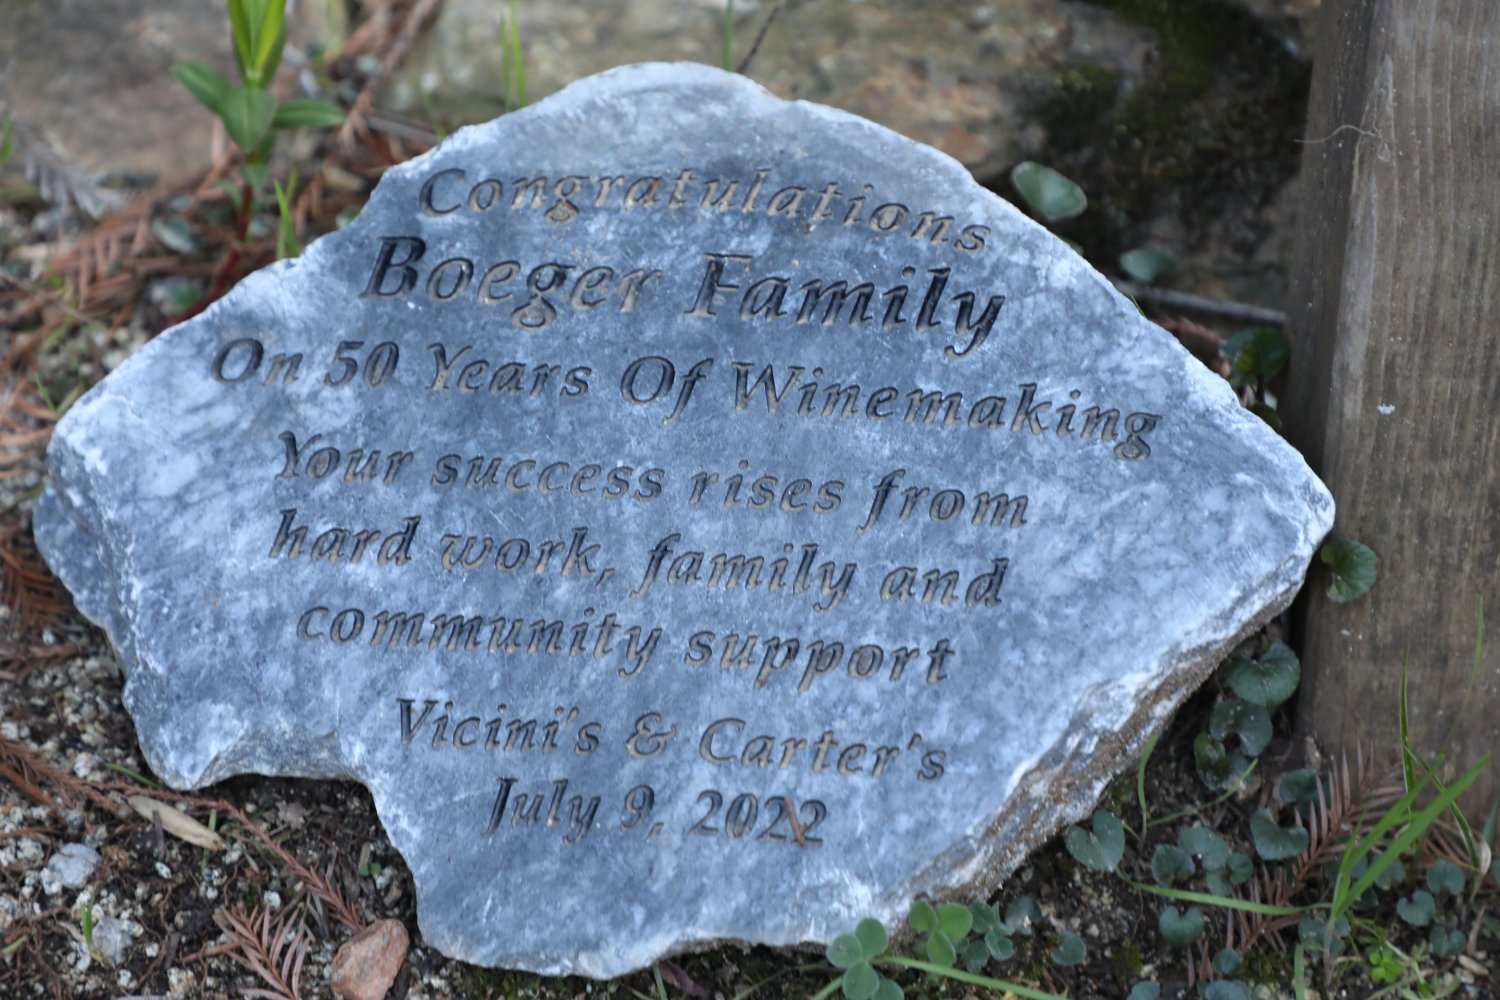 Congratulations
Boeger Family
On 50 Years Of Winemaking
Your success rises from
hard work, family and
community support
Vicini's & Carter's
July 9, 2022